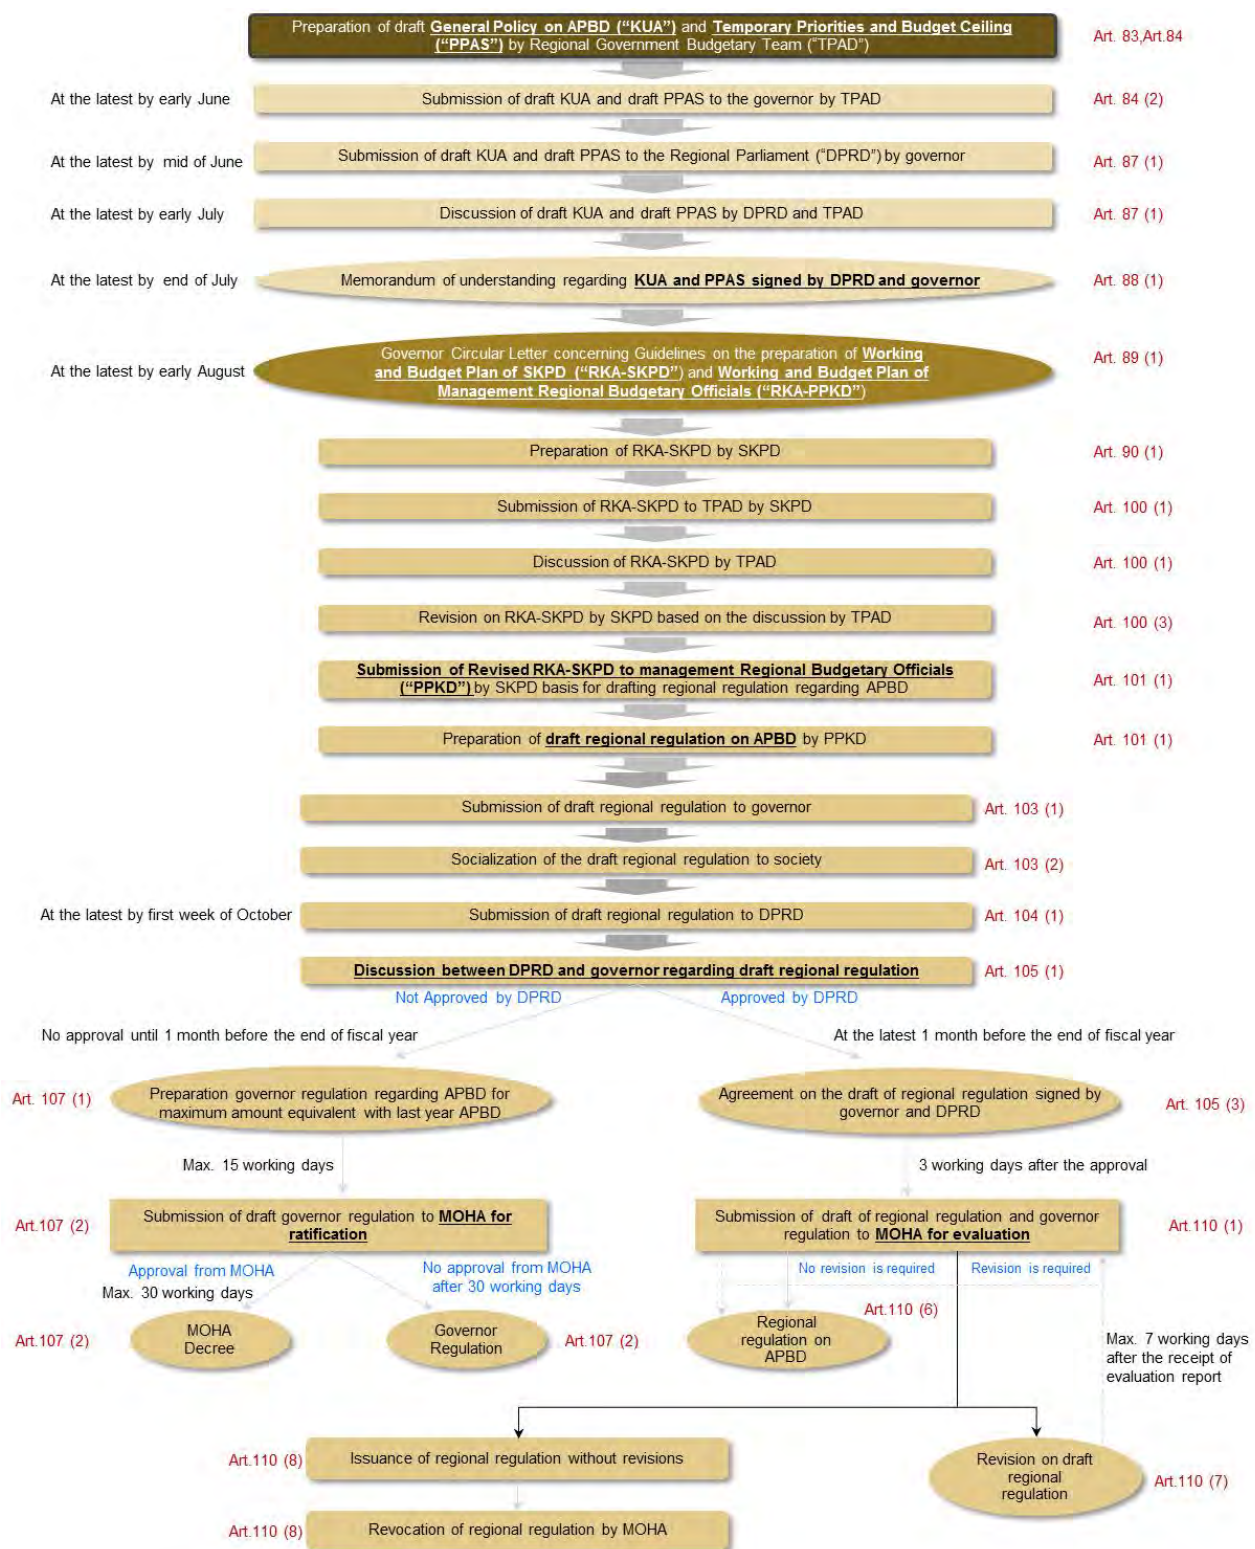 Preparation of draft General Policy on APBD (“KUA”) and Temporary Priorities and Budget Ceiling
(“PPAS”) by Regional Government Budgetary Team (“TPAD”)
Art. 83,Art.84
At the latest by early June
Submission of draft KUA and draft PPAS to the governor by TPAD
Art. 84 (2)
At the latest by mid of June
Submission of draft KUA and draft PPAS to the Regional Parliament (“DPRD”) by governor
Art. 87 (1)
At the latest by early July
Discussion of draft KUA and draft PPAS by DPRD and TPAD
Art. 87 (1)
At the latest by end of July
Memorandum of understanding regarding KUA and PPAS signed by DPRD and governor
Art. 88 (1)
At the latest by early August
Governor Circular Letter concerning Guidelines on the preparation of Working
and Budget Plan of SKPD (“RKA-SKPD”) and Working and Budget Plan of
Management Regional Budgetary Officials (“RKA-PPKD”)
Art. 89 (1)
Preparation of RKA-SKPD by SKPD
Art. 90 (1)
Submission of RKA-SKPD to TPAD by SKPD
Art. 100 (1)
Discussion of RKA-SKPD by TPAD
Art. 100 (1)
Revision on RKA-SKPD by SKPD based on the discussion by TPAD
Art. 100 (3)
Submission of Revised RKA-SKPD to management Regional Budgetary Officials
(“PPKD”) by SKPD basis for drafting regional regulation regarding APBD
Art. 101 (1)
Preparation of draft regional regulation on APBD by PPKD
Art. 101 (1)
Submission of draft regional regulation to governor
Art. 103 (1)
Socialization of the draft regional regulation to society
Art. 103 (2)
At the latest by first week of October
Submission of draft regional regulation to DPRD
Art. 104 (1)
Discussion between DPRD and governor regarding draft regional regulation
Art. 105 (1)
Not Approved by DPRD
Approved by DPRD
No approval until 1 month before the end of fiscal year
At the latest 1 month before the end of fiscal year
Art. 107 (1)
Preparation governor regulation regarding APBD for
maximum amount equivalent with last year APBD
Agreement on the draft of regional regulation signed by
governor and DPRD
Art. 105 (3)
Max. 15 working days
3 working days after the approval
Art.107 (2)
Submission of draft governor regulation to MOHA for
ratification
Submission of draft of regional regulation and governor
regulation to MOHA for evaluation
Art.110 (1)
Approval from MOHA
Max. 30 working days
No approval from MOHA
after 30 working days
No revision is required
Revision is required
Art.107 (2)
MOHA
Decree
Governor
Regulation
Art.107 (2)
Regional
regulation on
APBD
Art.110 (6)
Max. 7 working days
after the receipt of
evaluation report
Art.110 (8)
Issuance of regional regulation without revisions
Revision on draft
regional
regulation
Art.110 (7)
Art.110 (8)
Revocation of regional regulation by MOHA